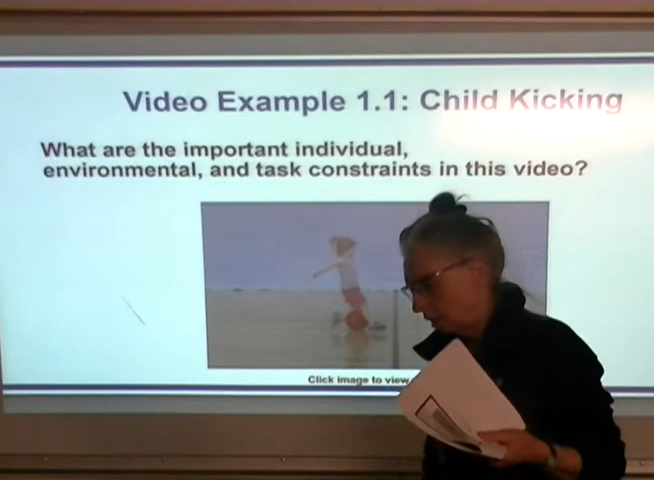 Video Example 1.1: Child Kicking
What are the important individual,
environmental, and task constraints in this video?
Click image to view